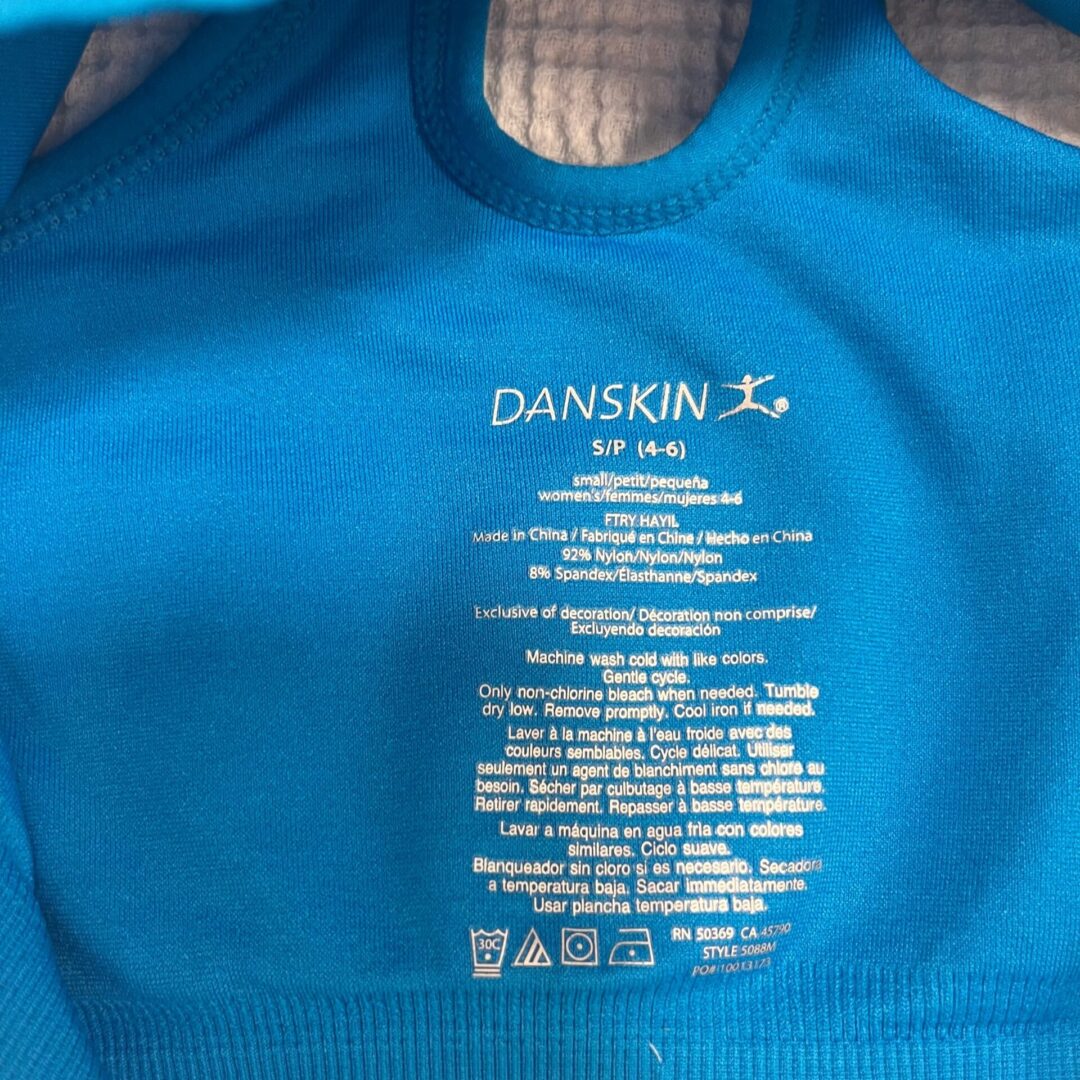 DANSKIN ®
S/P (4-6)
small/petit/pequeña
women's/femmes/mujeres 4-6
FTRY HAYIL
Made in China / Fabriqué en Chine / Hecho en China
92% Nylon/Nylon/Nylon
8% Spandex/Élasthanne/Spandex
Exclusive of decoration/ Décoration non comprise/
Excluyendo decoración
Machine wash cold with like colors.
Gentle cycle.
Only non-chlorine bleach when needed. Tumble
dry low. Remove promptly. Cool iron if needed.
Laver à la machine à l'eau froide avec des
couleurs semblables. Cycle délicat. Utiliser
seulement un agent de blanchiment sans chlore au
besoin. Sécher par culbutage à basse température.
Retirer rapidement. Repasser à basse température.
Lavar a máquina en agua fría con colores
similares. Ciclo suave.
Blanqueador sin cloro si es necesario. Secadora
a temperatura baja. Sacar immediatamente.
Usar plancha temperatura baja.
30C
RN 50369 CA 45790
STYLE 5088M